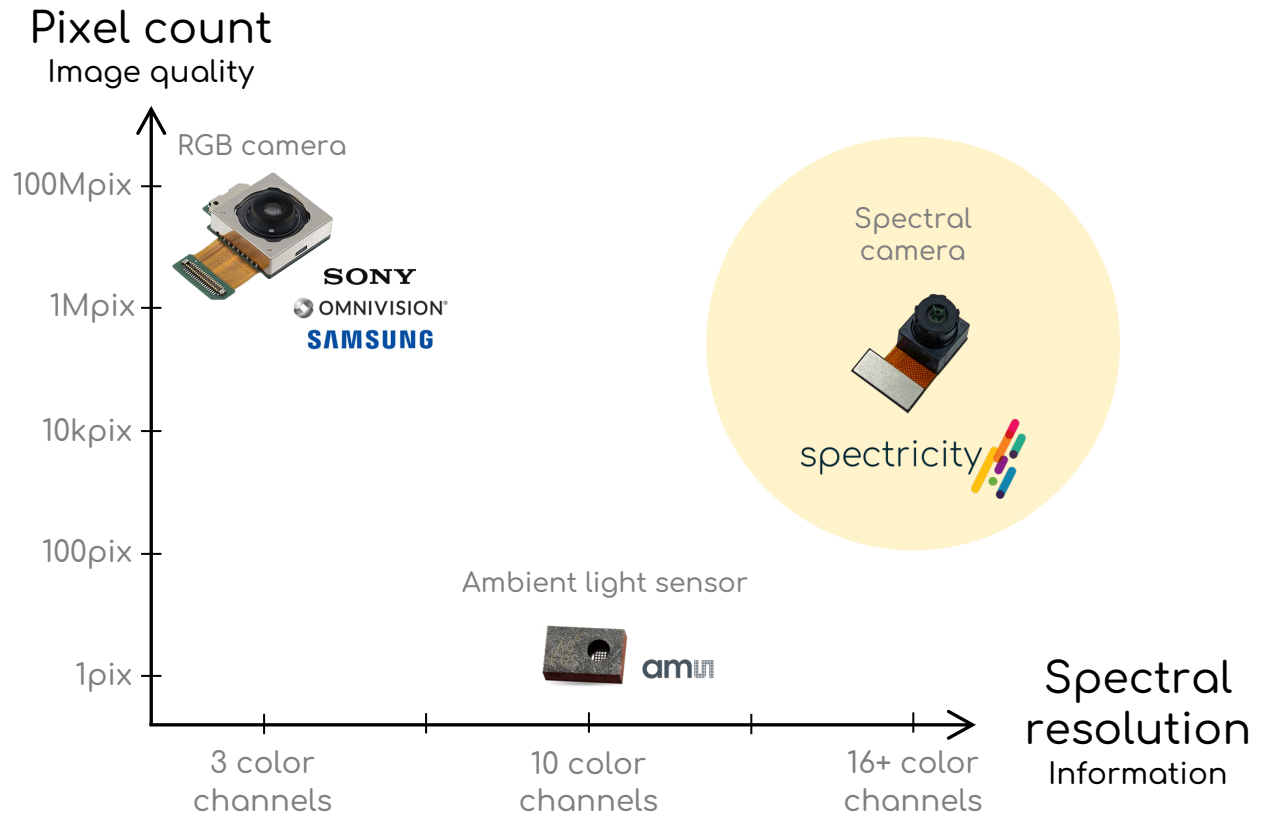 Pixel count
Image quality
RGB camera
100Mpix
SONY
OMNIVISION®
SAMSUNG
1Mpix
Spectral
camera
spectricity
10kpix
100pix
Ambient light sensor
amu
1pix
Spectral
resolution
Information
3 color
channels
10 color
channels
16+ color
channels